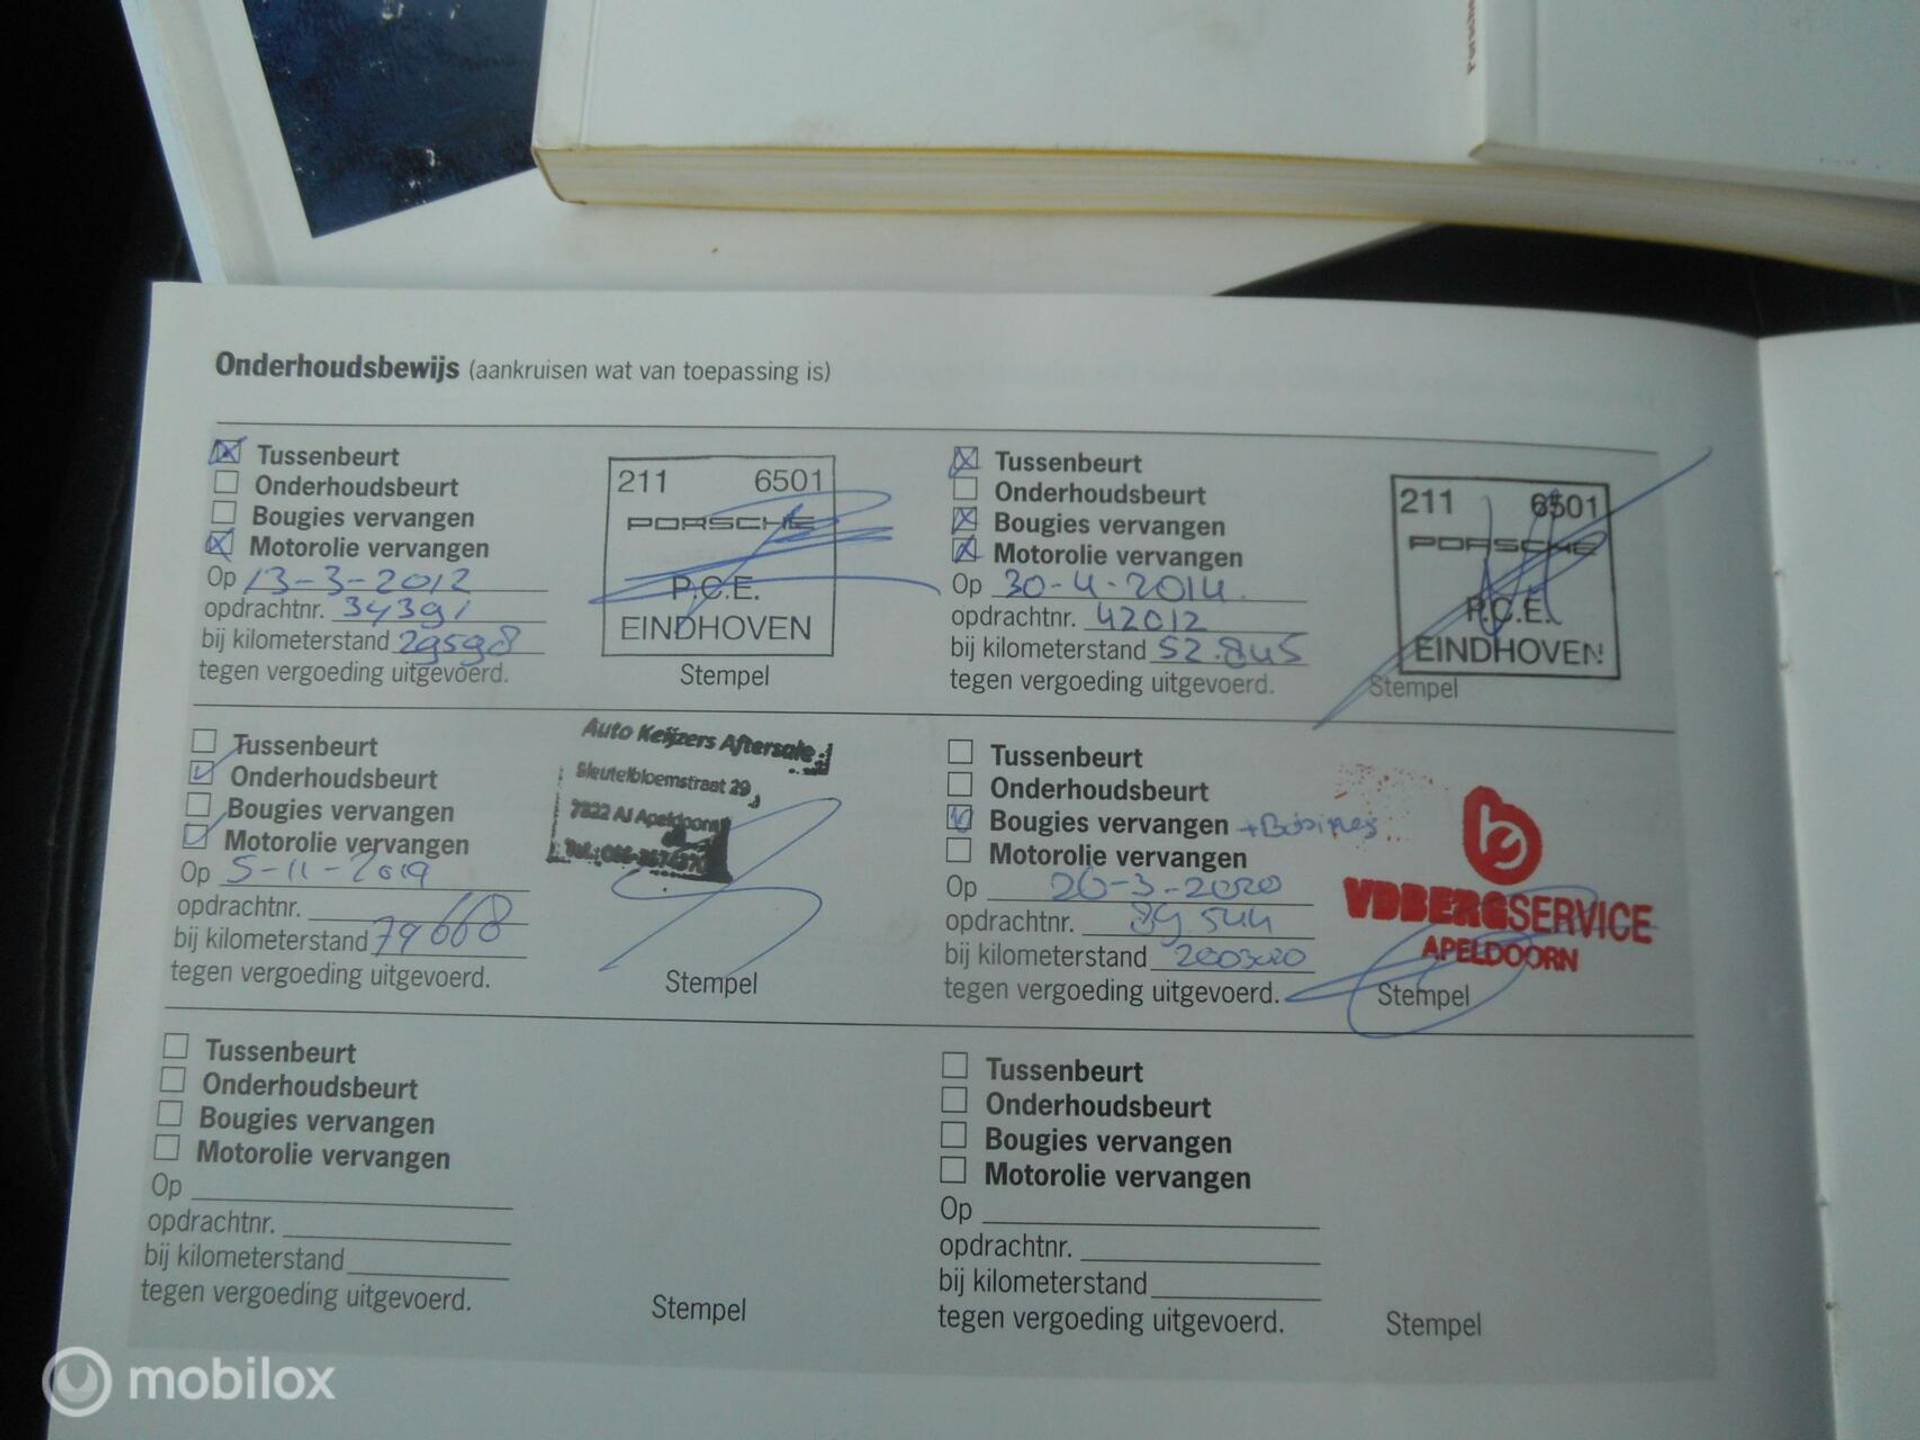 Onderhoudsbewijs (aankruisen wat van toepassing is)
Tussenbeurt
Onderhoudsbeurt
Bougies vervangen
Motorolie vervangen
Op 13-3-2012
opdrachtnr. 34391
bij kilometerstand 29598
tegen vergoeding uitgevoerd.
211 6501
PORSCHE
P.C.E.
EINDHOVEN
Stempel
Tussenbeurt
Onderhoudsbeurt
Bougies vervangen
Motorolie vervangen
Op 30-4-2014
opdrachtnr. 42012
bij kilometerstand 52.845
tegen vergoeding uitgevoerd.
211 6501
PORSCHE
P.C.E.
EINDHOVEN
Stempel
Tussenbeurt
Onderhoudsbeurt
Bougies vervangen
Motorolie vervangen
Op 5-11-2019
opdrachtnr.
bij kilometerstand 79668
tegen vergoeding uitgevoerd.
Auto Keijzers Aftersale
Sleutelbloemstraat 29
7322 AJ Apeldoorn
Tel.:
Stempel
Tussenbeurt
Onderhoudsbeurt
Bougies vervangen + Bobines
Motorolie vervangen
Op 26-3-2020
opdrachtnr. 89544
bij kilometerstand
tegen vergoeding uitgevoerd.
VDBERGSERVICE
APELDOORN
Stempel
Tussenbeurt
Onderhoudsbeurt
Bougies vervangen
Motorolie vervangen
Op
opdrachtnr.
bij kilometerstand
tegen vergoeding uitgevoerd.
Stempel
Tussenbeurt
Onderhoudsbeurt
Bougies vervangen
Motorolie vervangen
Op
opdrachtnr.
bij kilometerstand
tegen vergoeding uitgevoerd.
Stempel
mobilox